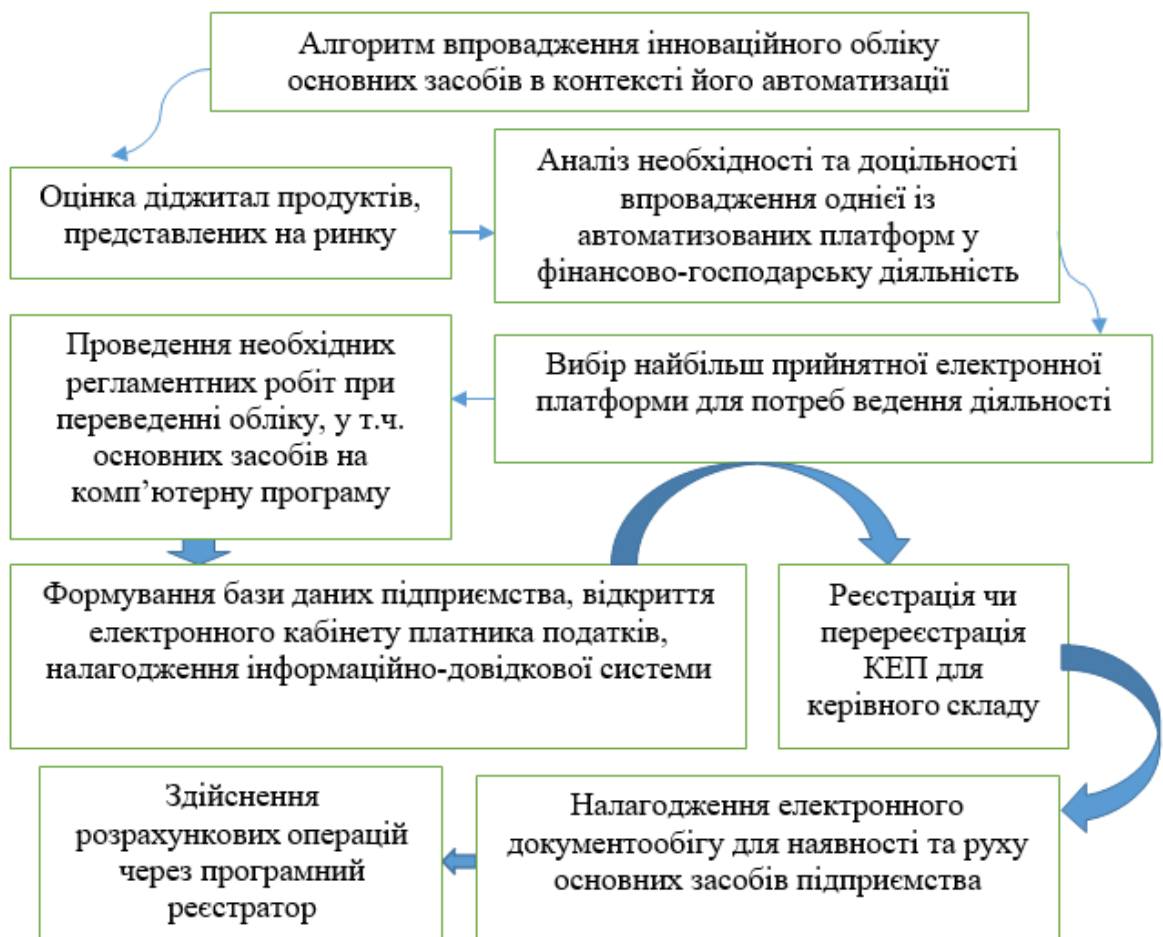 Алгоритм впровадження інноваційного обліку
основних засобів в контексті його автоматизації
Оцінка діджитал продуктів,
представлених на ринку
Аналіз необхідності та доцільності
впровадження однієї із
автоматизованих платформ у
фінансово-господарську діяльність
Вибір найбільш прийнятної електронної
платформи для потреб ведення діяльності
Проведення необхідних
регламентних робіт при
переведенні обліку, у т.ч.
основних засобів на
комп’ютерну програму
Формування бази даних підприємства, відкриття
електронного кабінету платника податків,
налагодження інформаційно-довідкової системи
Реєстрація чи
перереєстрація
КЕП для
керівного складу
Налагодження електронного
документообігу для наявності та руху
основних засобів підприємства
Здійснення
розрахункових операцій
через програмний
реєстратор